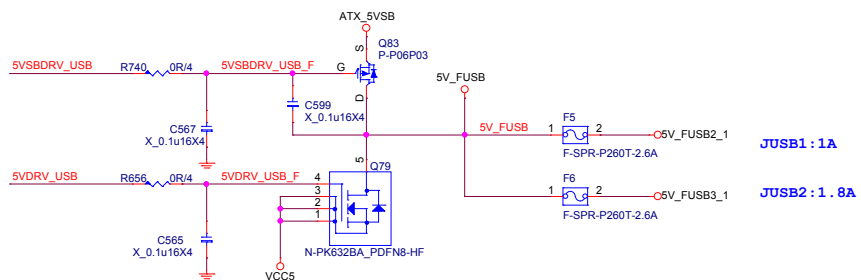 ATX_5VSB
Q83
P-P06P03
S
G
D
5VSBDRV_USB
R740
0R/4
5VSBDRV_USB_F
C599
X_0.1u16X4
C567
X_0.1u16X4
5V_FUSB
5V_FUSB
F5
1
2
5V_FUSB2_1
F-SPR-P260T-2.6A
JUSB1:1A
5VDRV_USB
R656
0R/4
5VDRV_USB_F
Q79
5
4
3
2
1
F6
1
2
5V_FUSB3_1
F-SPR-P260T-2.6A
JUSB2:1.8A
C565
X_0.1u16X4
N-PK632BA_PDFN8-HF
VCC5